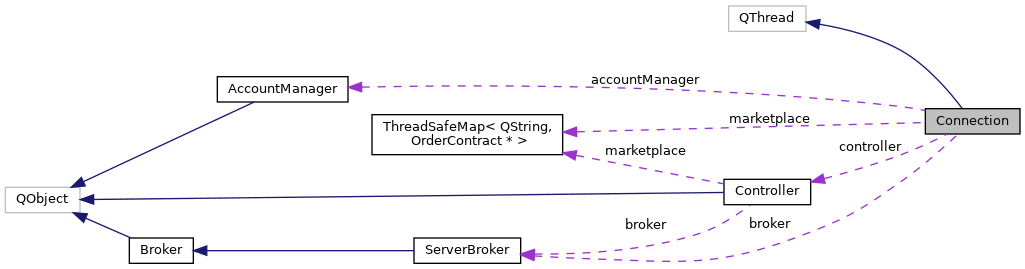 QThread
accountManager
AccountManager
marketplace
Connection
ThreadSafeMap< QString,
OrderContract * >
controller
marketplace
Controller
QObject
broker
broker
Broker
ServerBroker